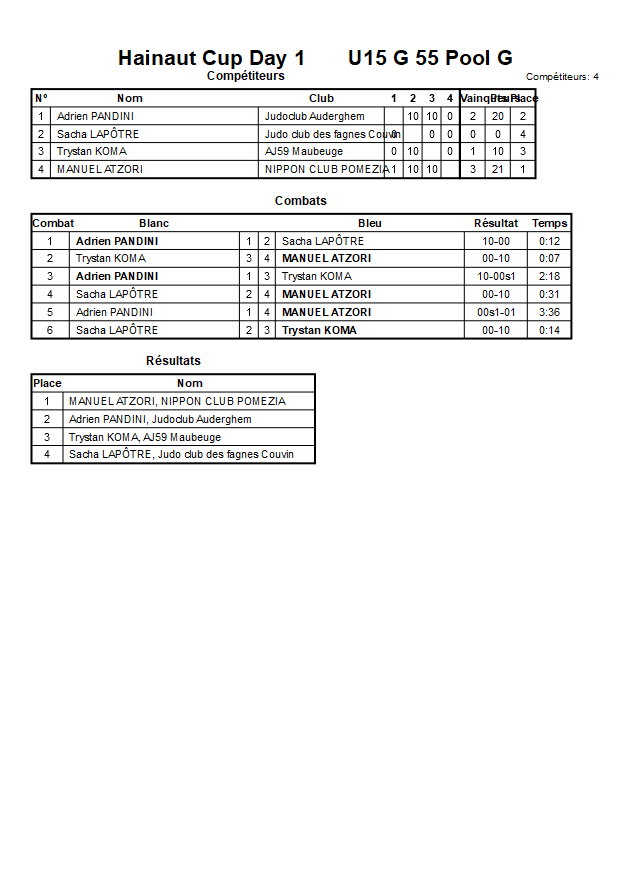 Hainaut Cup Day 1 U15 G 55 Pool G
Compétiteurs Compétiteurs: 4
N° Nom Club 1 2 3 4 Vainqueurs Place
1 Adrien PANDINI Judoclub Auderghem 10 10 0 2 20 2
2 Sacha LAPÔTRE Judo club des fagnes Couvin 0 0 0 0 0 4
3 Trystan KOMA AJ59 Maubeuge 0 10 0 1 10 3
4 MANUEL ATZORI NIPPON CLUB POMEZIA 1 10 10 3 21 1
Combats
Combat Blanc Bleu Résultat Temps
1 Adrien PANDINI 1 2 Sacha LAPÔTRE 10-00 0:12
2 Trystan KOMA 3 4 MANUEL ATZORI 00-10 0:07
3 Adrien PANDINI 1 3 Trystan KOMA 10-00s1 2:18
4 Sacha LAPÔTRE 2 4 MANUEL ATZORI 00-10 0:31
5 Adrien PANDINI 1 4 MANUEL ATZORI 00s1-01 3:36
6 Sacha LAPÔTRE 2 3 Trystan KOMA 00-10 0:14
Résultats
Place Nom
1 MANUEL ATZORI, NIPPON CLUB POMEZIA
2 Adrien PANDINI, Judoclub Auderghem
3 Trystan KOMA, AJ59 Maubeuge
4 Sacha LAPÔTRE, Judo club des fagnes Couvin